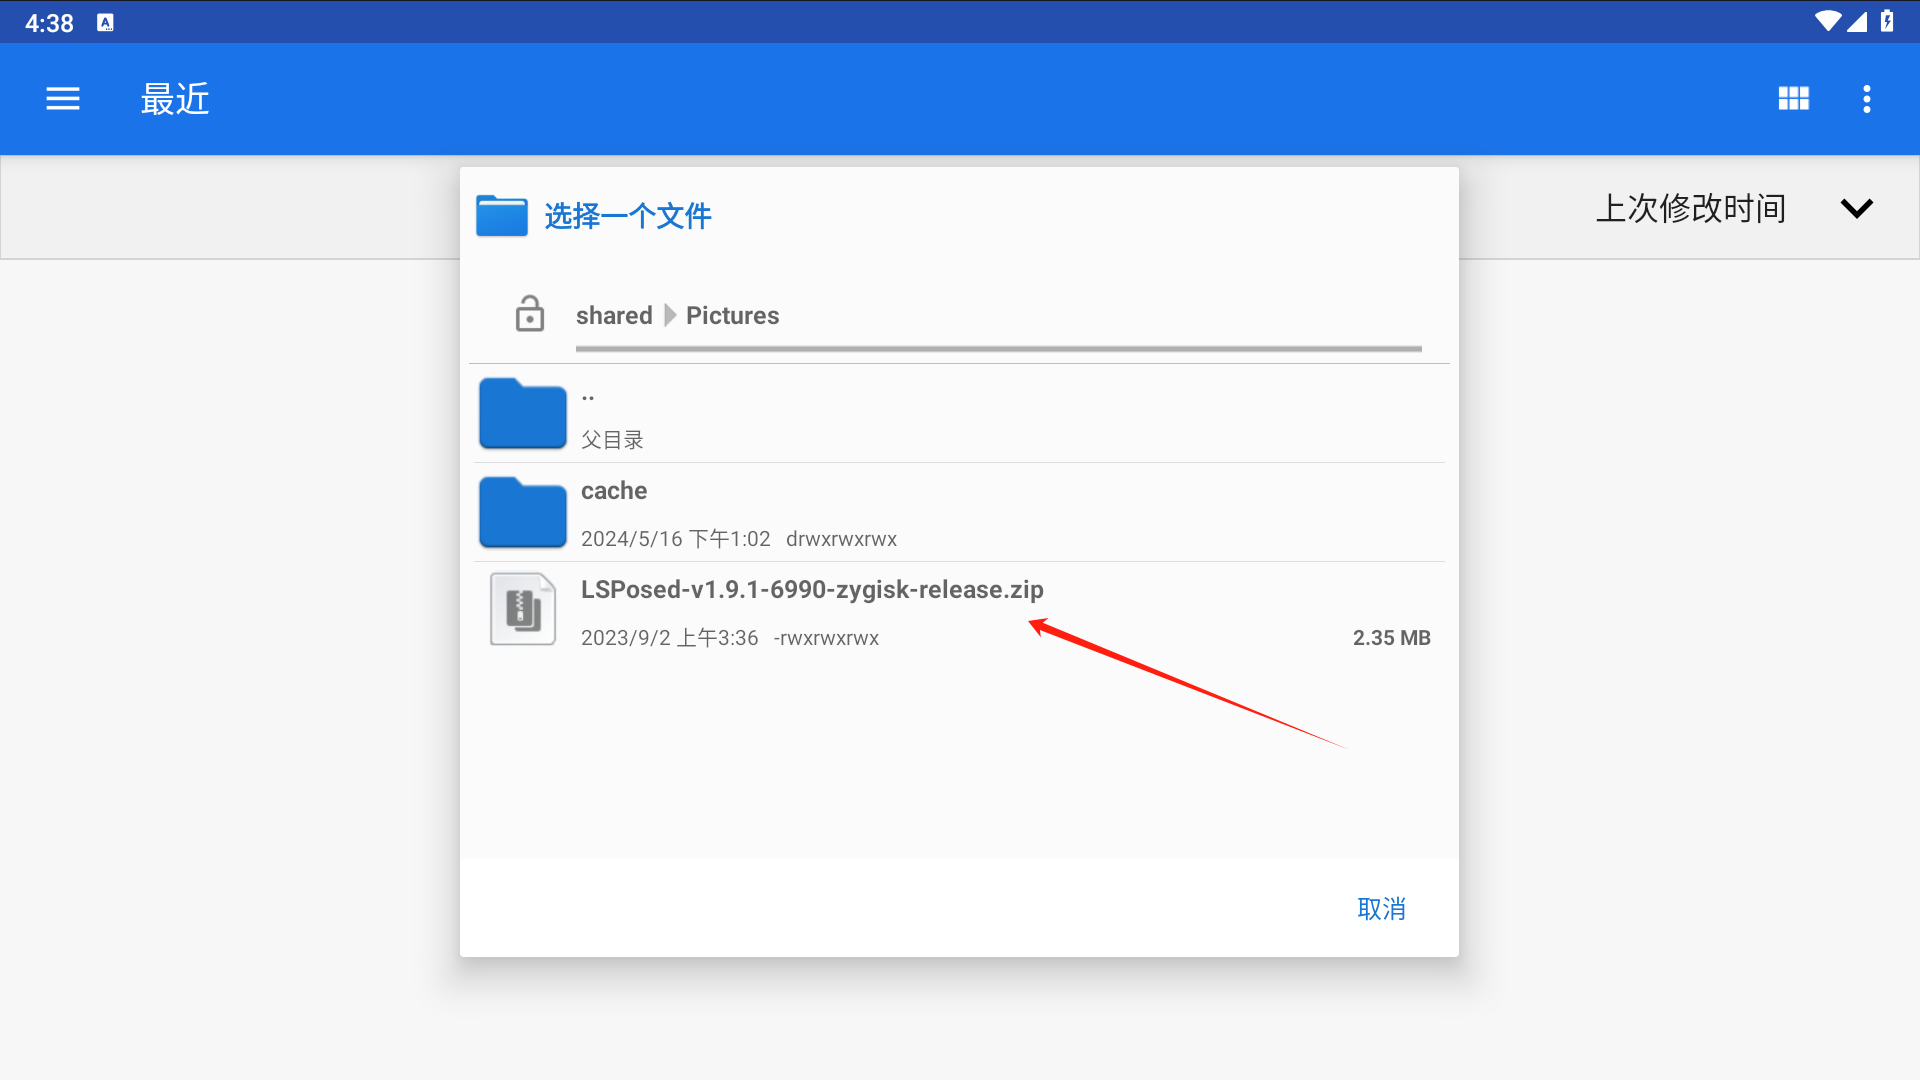 4:38
A
最近
上次修改时间
选择一个文件
shared Pictures
..
父目录
cache
2024/5/16 下午1:02 drwxrwxrwx
LSPosed-v1.9.1-6990-zygisk-release.zip
2023/9/2 上午3:36 -rwxrwxrwx 2.35 MB
取消